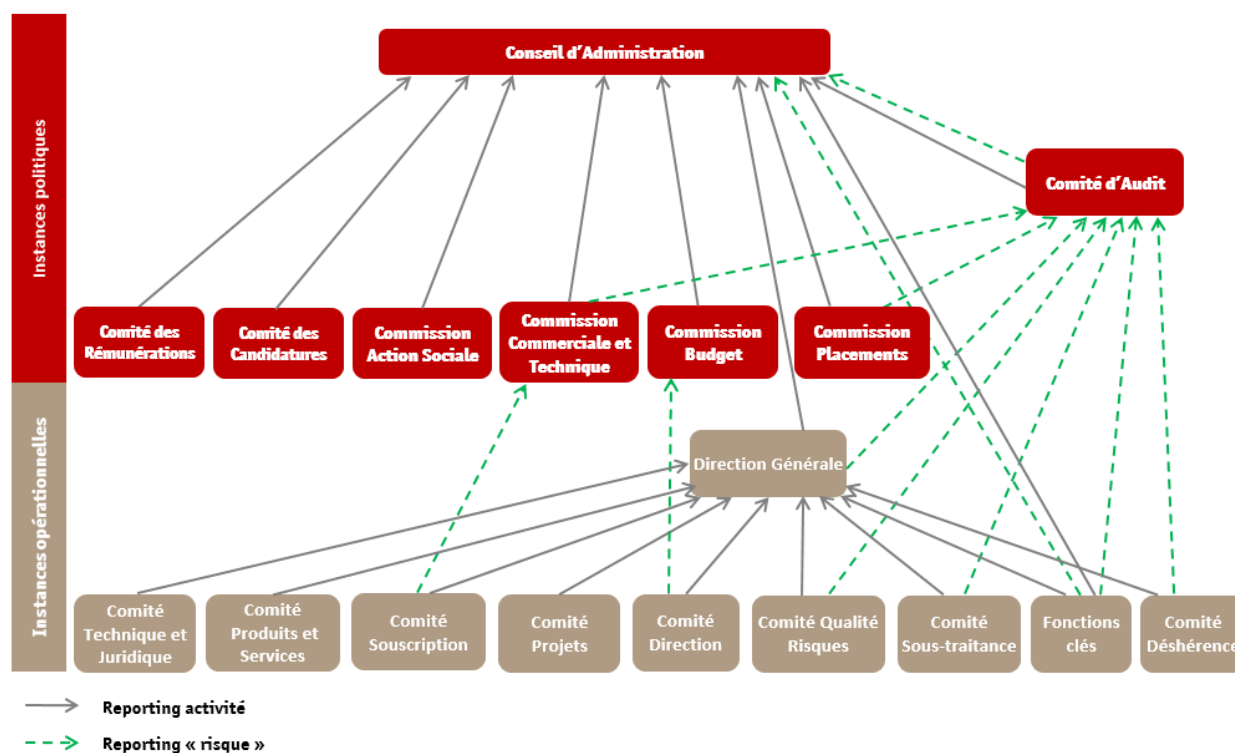 Instances politiques
Conseil d'Administration
Comité d'Audit
Comité des
Rémunérations
Comité des
Candidatures
Commission
Action Sociale
Commission
Commerciale et
Technique
Commission
Budget
Commission
Placements
Instances opérationnelles
Direction Générale
Comité
Technique et
Juridique
Comité
Produits et
Services
Comité
Souscription
Comité
Projets
Comité
Direction
Comité Qualité
Risques
Comité
Sous-traitance
Fonctions
clés
Comité
Déshérence
Reporting activité
Reporting « risque »